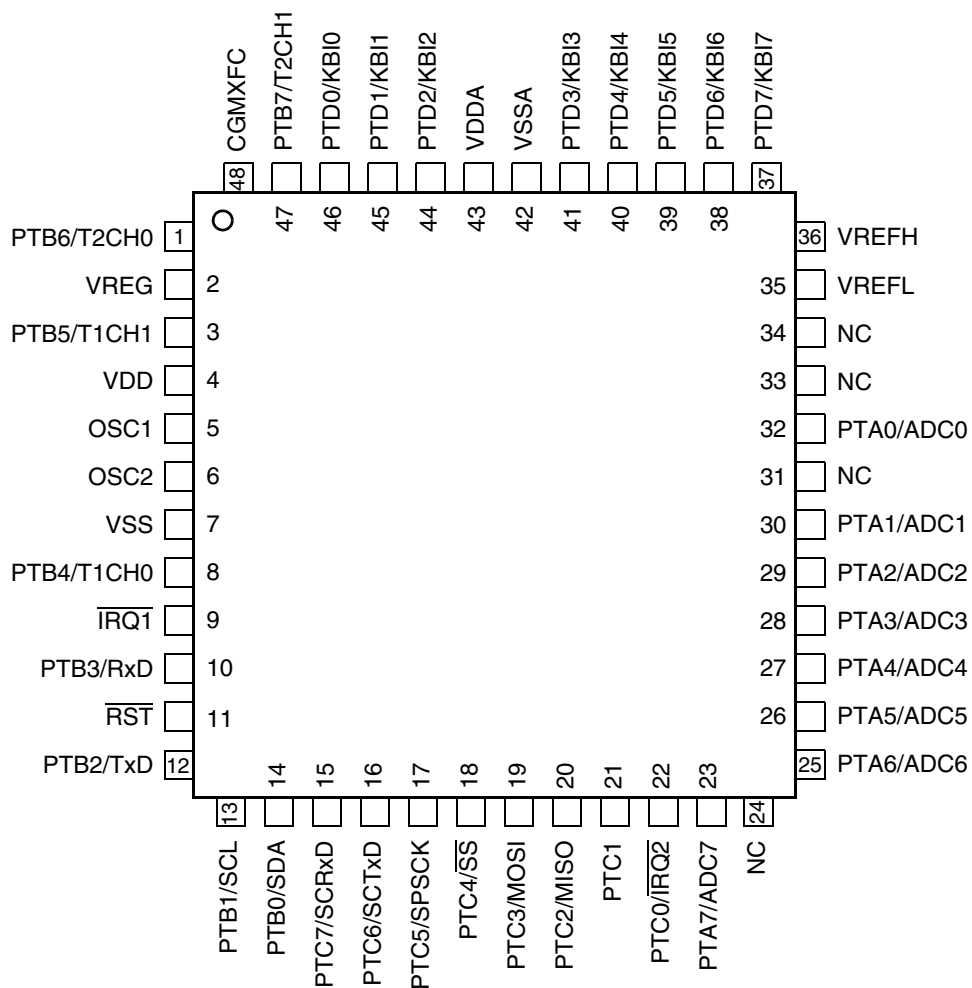 CGMXFC
PTB7/T2CH1
PTD0/KBI0
PTD1/KBI1
PTD2/KBI2
VDDA
VSSA
PTD3/KBI3
PTD4/KBI4
PTD5/KBI5
PTD6/KBI6
PTD7/KBI7
48
47
46
45
44
43
42
41
40
39
38
37
PTB6/T2CH0 1
VREG 2
PTB5/T1CH1 3
VDD 4
OSC1 5
OSC2 6
VSS 7
PTB4/T1CH0 8
IRQ1 9
PTB3/RxD 10
RST 11
PTB2/TxD 12
36 VREFH
35 VREFL
34 NC
33 NC
32 PTA0/ADC0
31 NC
30 PTA1/ADC1
29 PTA2/ADC2
28 PTA3/ADC3
27 PTA4/ADC4
26 PTA5/ADC5
25 PTA6/ADC6
13
14
15
16
17
18
19
20
21
22
23
24
PTB1/SCL
PTB0/SDA
PTC7/SCRxD
PTC6/SCTxD
PTC5/SPSCK
PTC4/SS
PTC3/MOSI
PTC2/MISO
PTC1
PTC0/IRQ2
PTA7/ADC7
NC